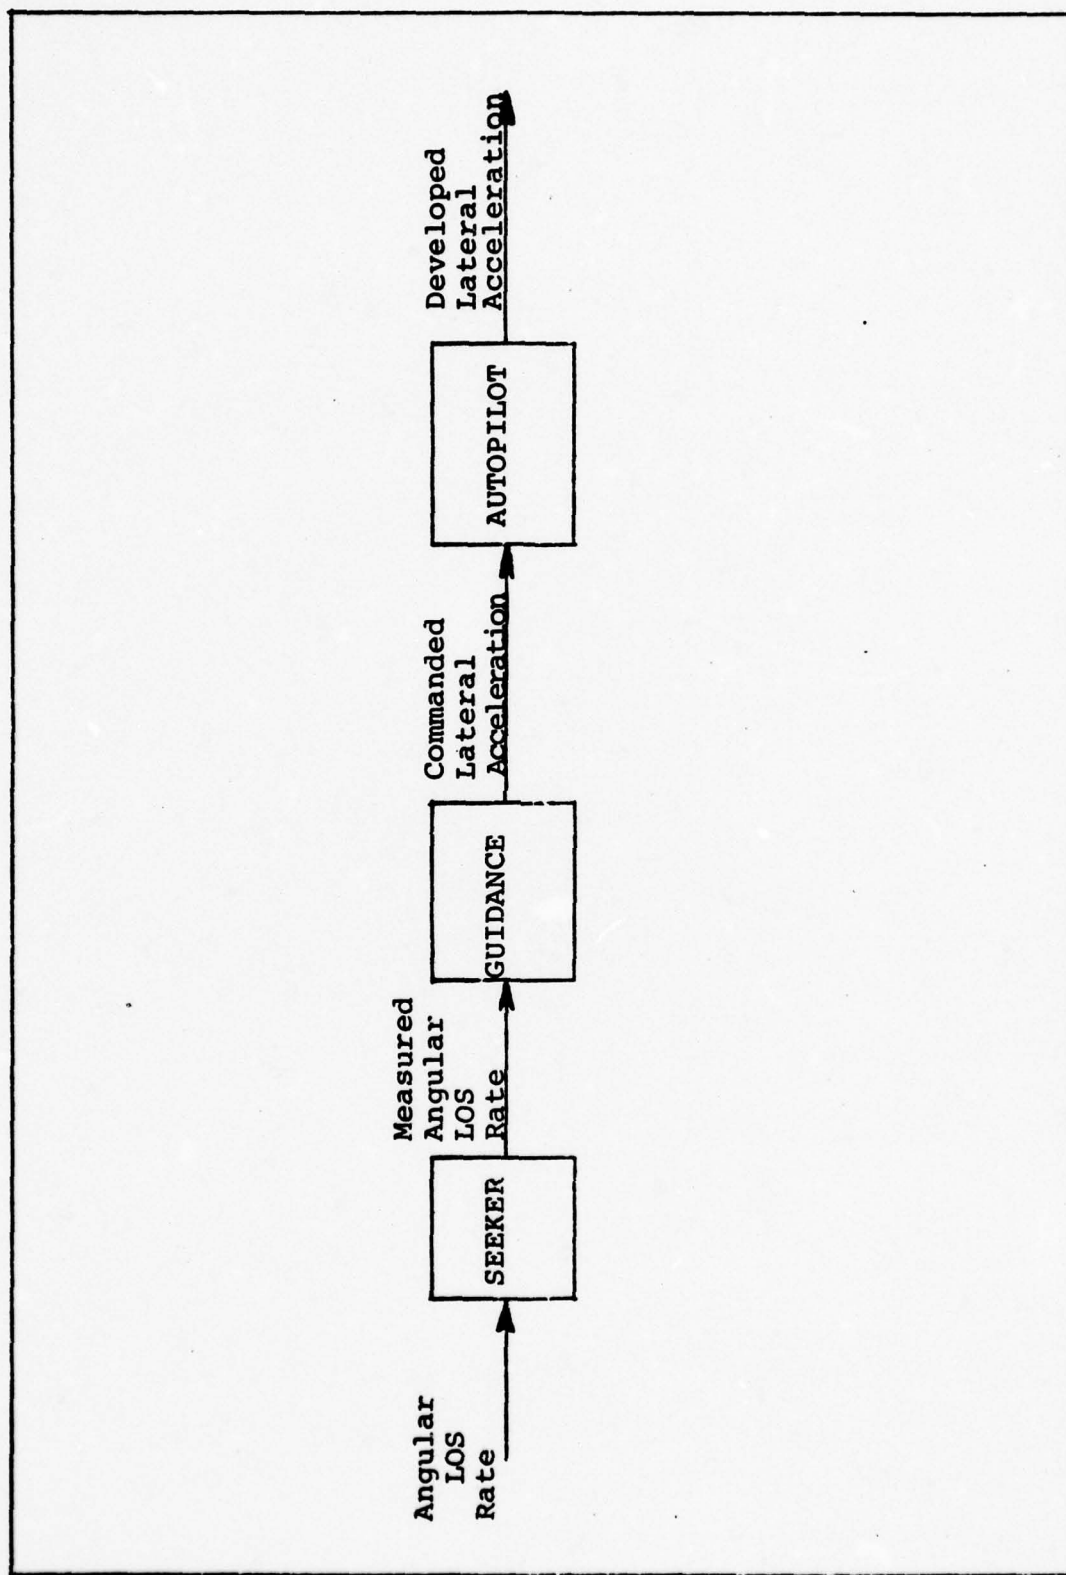 Angular
LOS
Rate
SEEKER
Measured
Angular
LOS
Rate
GUIDANCE
Commanded
Lateral
Acceleration
AUTOPILOT
Developed
Lateral
Acceleration